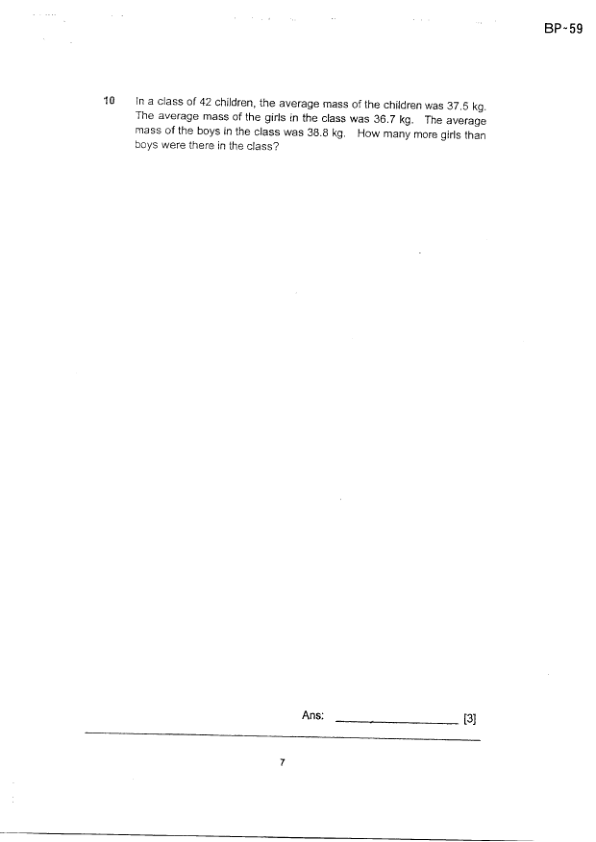 BP-59
10 In a class of 42 children, the average mass of the children was 37.5 kg.
The average mass of the girls in the class was 36.7 kg. The average
mass of the boys in the class was 38.8 kg. How many more girls than
boys were there in the class?
Ans: ____________ [3]
7